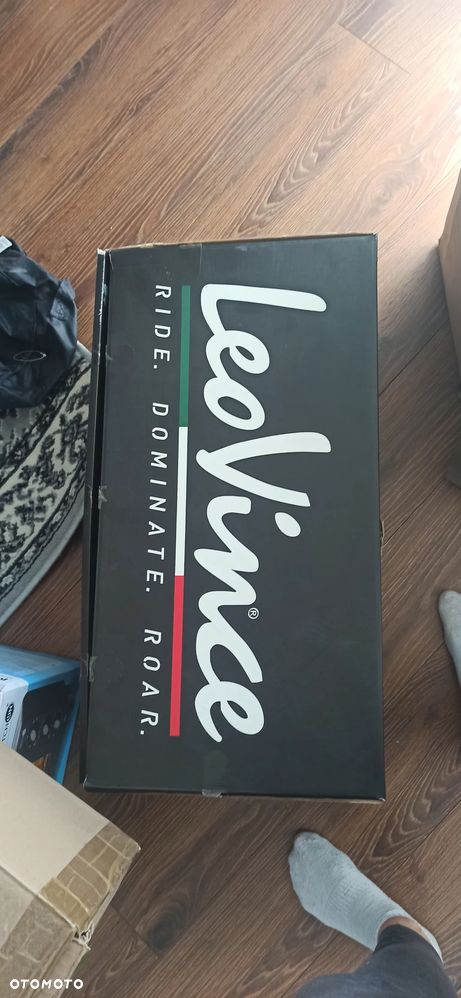 LeoVince®
RIDE. DOMINATE. ROAR.
OTOMOTO